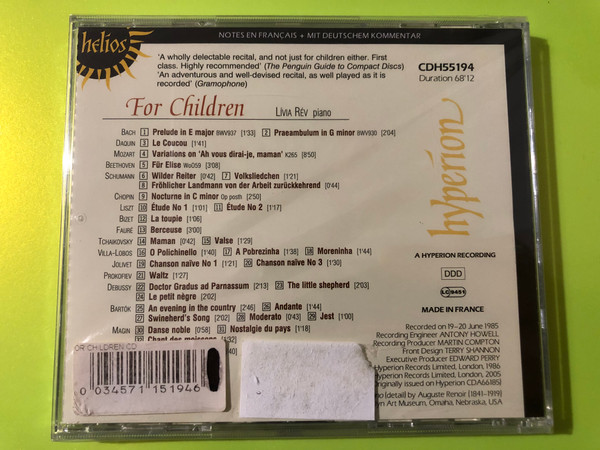 helios
NOTES EN FRANÇAIS + MIT DEUTSCHEM KOMMENTAR
'A wholly delectable recital, and not just for children either. First
class. Highly recommended' (The Penguin Guide to Compact Discs)
'An adventurous and well-devised recital, as well played as it is
recorded' (Gramophone)
CDH55194
Duration 68'12
For Children LÍVIA RÉV piano
BACH 1 Prelude in E major BWV937 [1'33] 2 Praeambulum in G minor BWV930 [2'04]
DAQUIN 3 Le Coucou [1'41]
MOZART 4 Variations on 'Ah vous dirai-je, maman' K265 [8'50]
BEETHOVEN 5 Für Elise WoO59 [3'08]
SCHUMANN 6 Wilder Reiter [0'42] 7 Volksliedchen [1'21]
8 Fröhlicher Landmann von der Arbeit zurückkehrend [0'44]
CHOPIN 9 Nocturne in C minor Op posth [2'50]
LISZT 10 Étude No 1 [1'01] 11 Étude No 2 [1'17]
BIZET 12 La toupie [1'06]
FAURÉ 13 Berceuse [3'00]
TCHAIKOVSKY 14 Maman [0'42] 15 Valse [1'29]
VILLA-LOBOS 16 O Polichinello [1'40] 17 A Pobrezinha [1'38] 18 Moreninha [1'44]
JOLIVET 19 Chanson naïve No 1 [1'21] 20 Chanson naïve No 3 [1'30]
PROKOFIEV 21 Waltz [1'27]
DEBUSSY 22 Doctor Gradus ad Parnassum [2'15] 23 The little shepherd [2'03]
24 Le petit nègre [2'02]
BARTÓK 25 An evening in the country [2'46] 26 Andante [1'44]
27 Swineherd's Song [2'02] 28 Moderato [0'43] 29 Jest [1'00]
MAGIN 30 Danse noble [0'58] 31 Nostalgie du pays [1'18]
32 Chant des moissons
hyperion
A HYPERION RECORDING
DDD
LC 9451
MADE IN FRANCE
Recorded on 19–20 June 1985
Recording Engineer ANTONY HOWELL
Recording Producer MARTIN COMPTON
Front Design TERRY SHANNON
Executive Producer EDWARD PERRY
Hyperion Records Limited, London, 1986
Hyperion Records Limited, London, 2005
Originally issued on Hyperion CDA66185)
(detail) by Auguste Renoir (1841–1919)
Art Museum, Omaha, Nebraska, USA
OR CHILDREN CD
0 034571 151946